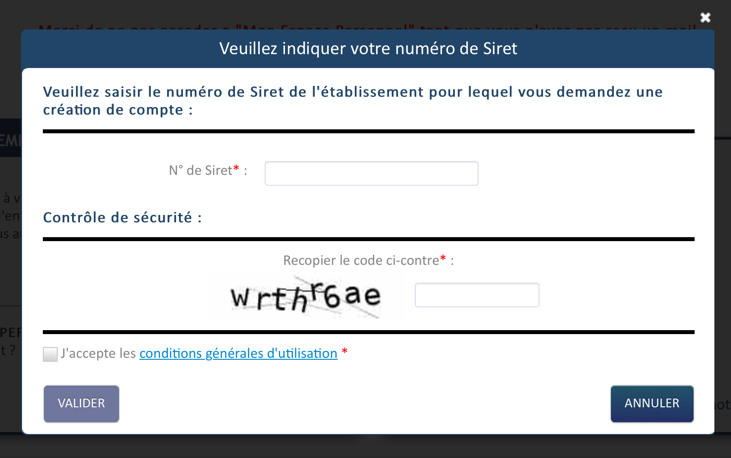 Veuillez indiquer votre numéro de Siret
Veuillez saisir le numéro de Siret de l'établissement pour lequel vous demandez une
création de compte :
N° de Siret* :
Contrôle de sécurité :
Recopier le code ci-contre* :
J'accepte les conditions générales d'utilisation *
VALIDER
ANNULER